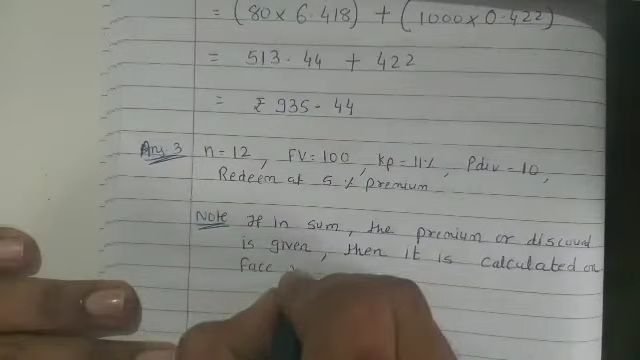 = (80 x 6.418) + (1000 x 0.422)
= 513.44 + 422
= ₹ 935.44
Ans 3 n = 12, FV = 100, Kp = 11%, Pdiv = 10,
Redeem at 5% premium
Note If in sum, the premium or discount
is given, then it is calculated on
Face